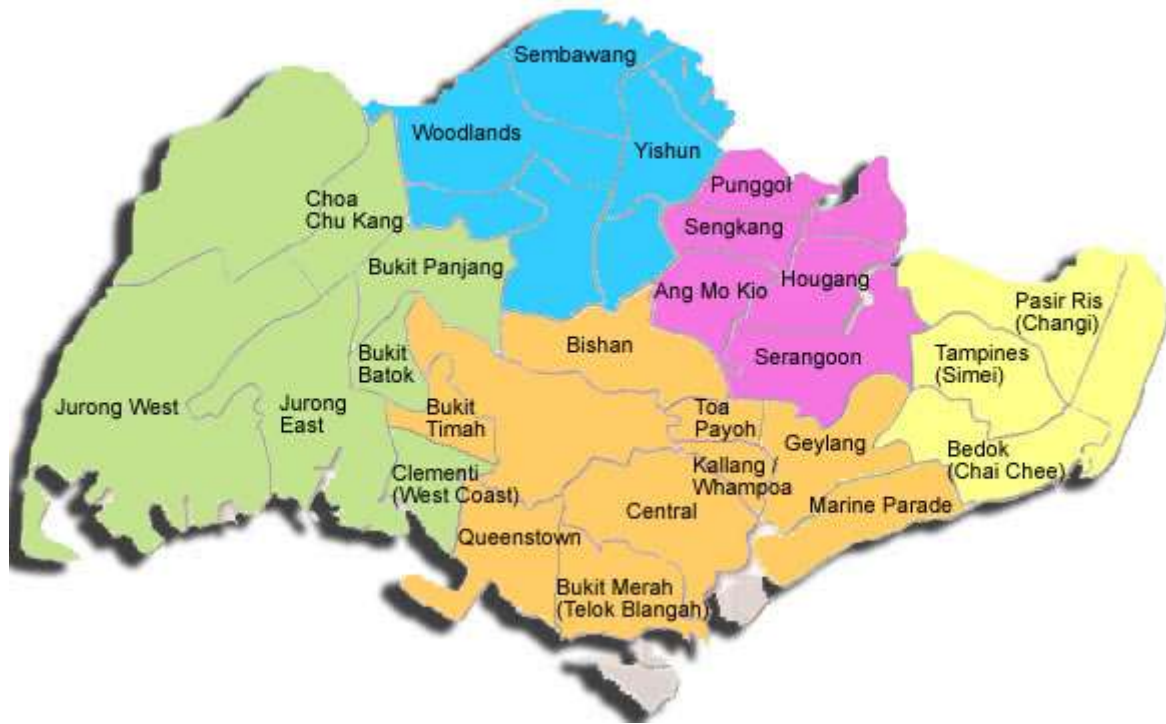 Sembawang
Woodlands
Yishun
Punggol
Choa
Chu Kang
Sengkang
Bukit Panjang
Ang Mo Kio
Hougang
Pasir Ris
(Changi)
Bishan
Serangoon
Tampines
(Simei)
Bukit
Batok
Jurong West
Jurong
East
Bukit
Timah
Toa
Payoh
Geylang
Bedok
(Chai Chee)
Clementi
(West Coast)
Kallang /
Whampoa
Central
Marine Parade
Queenstown
Bukit Merah
(Telok Blangah)